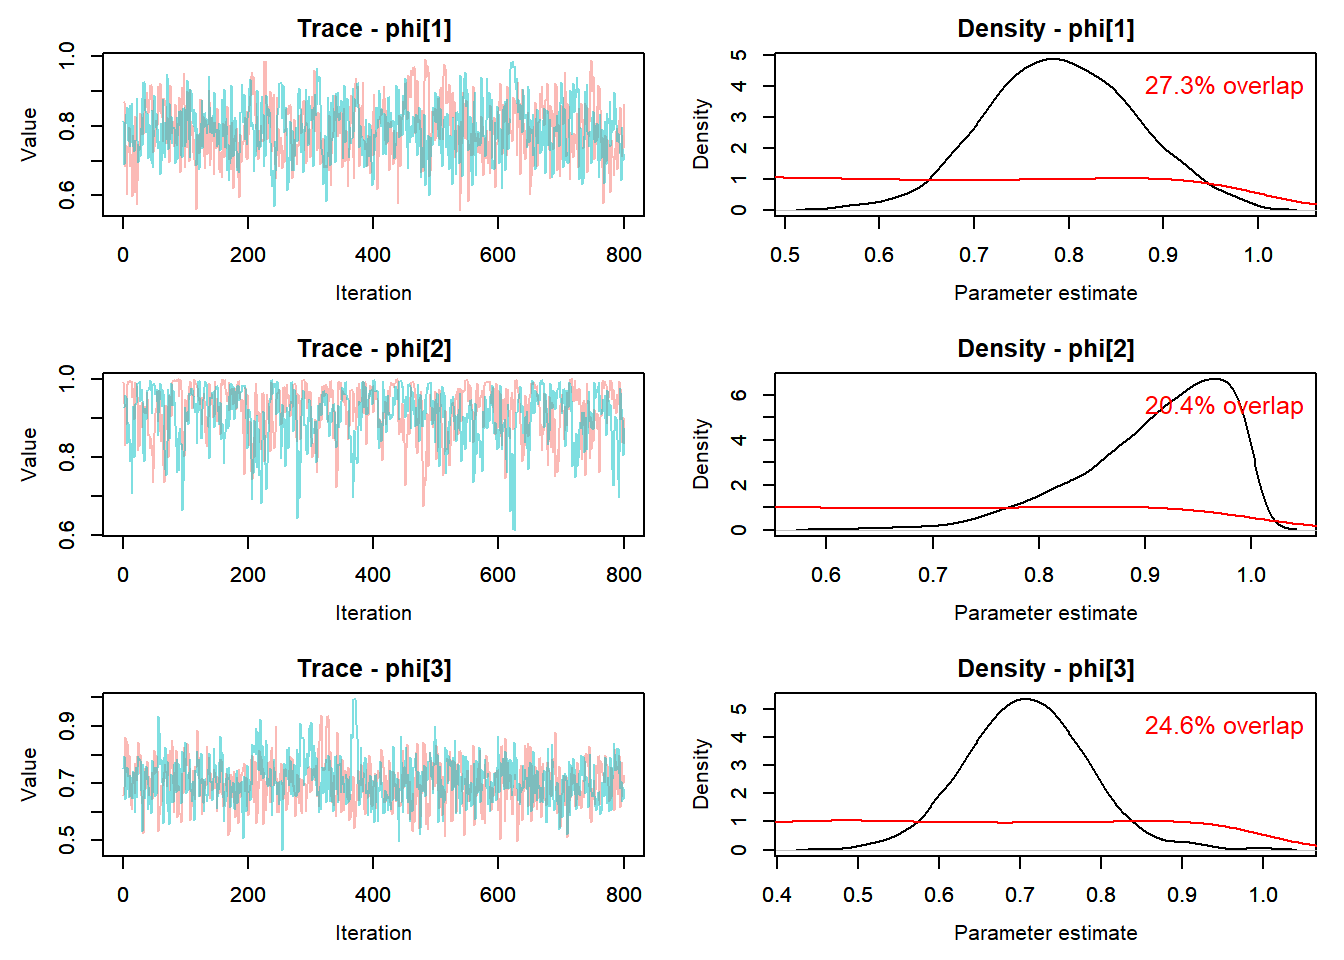 Trace - phi[1]
Value
0.6
0.8
1.0
0
200
400
600
800
Iteration
Density - phi[1]
Density
0
1
2
3
4
5
27.3% overlap
0.5
0.6
0.7
0.8
0.9
1.0
Parameter estimate
Trace - phi[2]
Value
0.6
0.8
1.0
0
200
400
600
800
Iteration
Density - phi[2]
Density
0
2
4
6
20.4% overlap
0.6
0.7
0.8
0.9
1.0
Parameter estimate
Trace - phi[3]
Value
0.5
0.7
0.9
0
200
400
600
800
Iteration
Density - phi[3]
Density
0
1
2
3
4
5
24.6% overlap
0.4
0.5
0.6
0.7
0.8
0.9
1.0
Parameter estimate